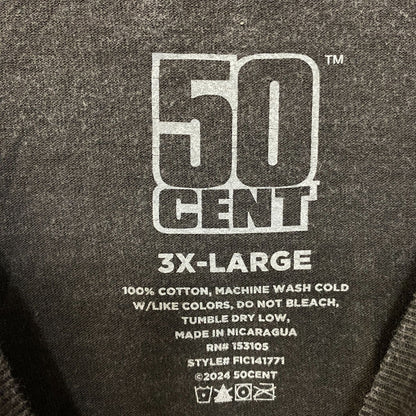 50 ™
CENT
3X-LARGE
100% COTTON, MACHINE WASH COLD
W/LIKE COLORS, DO NOT BLEACH,
TUMBLE DRY LOW,
MADE IN NICARAGUA
RN# 153105
STYLE# FIC141771
©2024 50CENT